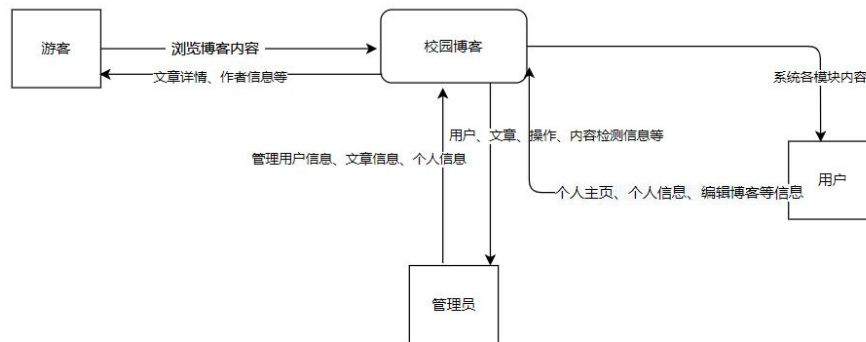 游客
浏览博客内容
校园博客
文章详情、作者信息等
系统各模块内容
用户、文章、操作、内容检测信息等
管理用户信息、文章信息、个人信息
用户
个人主页、个人信息、编辑博客等信息
管理员